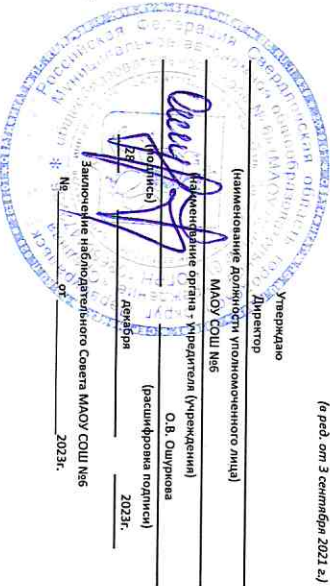 (в ред. от 3 сентября 2021 г.)
Утверждаю
Директор
(наименование должности уполномоченного лица)
МАОУ СОШ №6
(наименование органа - учредителя (учреждения)
О.В. Ошуркова
(подпись) (расшифровка подписи)
28 декабря 2023г.
Заключение наблюдательного Совета МАОУ СОШ №6
№ от 2023г.
Российская Федерация Свердловская область